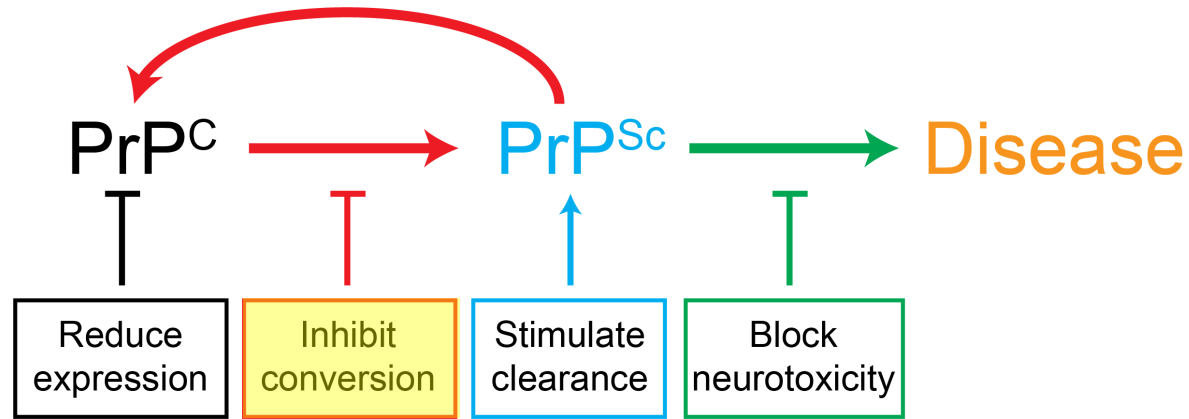 PrPC PrPSc Disease
Reduce
expression
Inhibit
conversion
Stimulate
clearance
Block
neurotoxicity